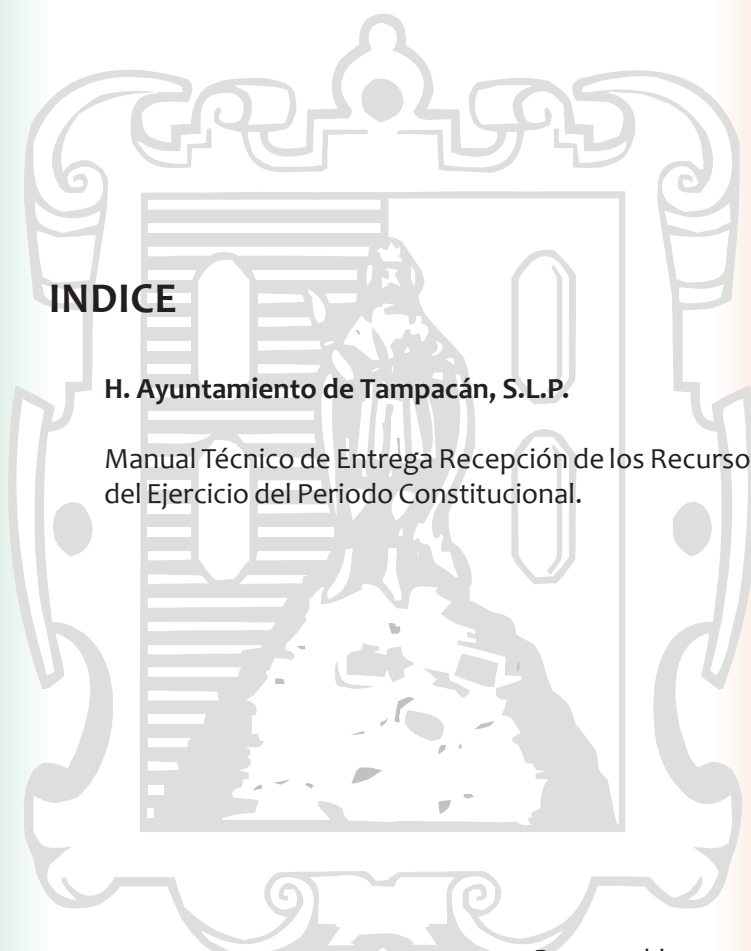 INDICE
H. Ayuntamiento de Tampacán, S.L.P.
Manual Técnico de Entrega Recepción de los Recurso
del Ejercicio del Periodo Constitucional.